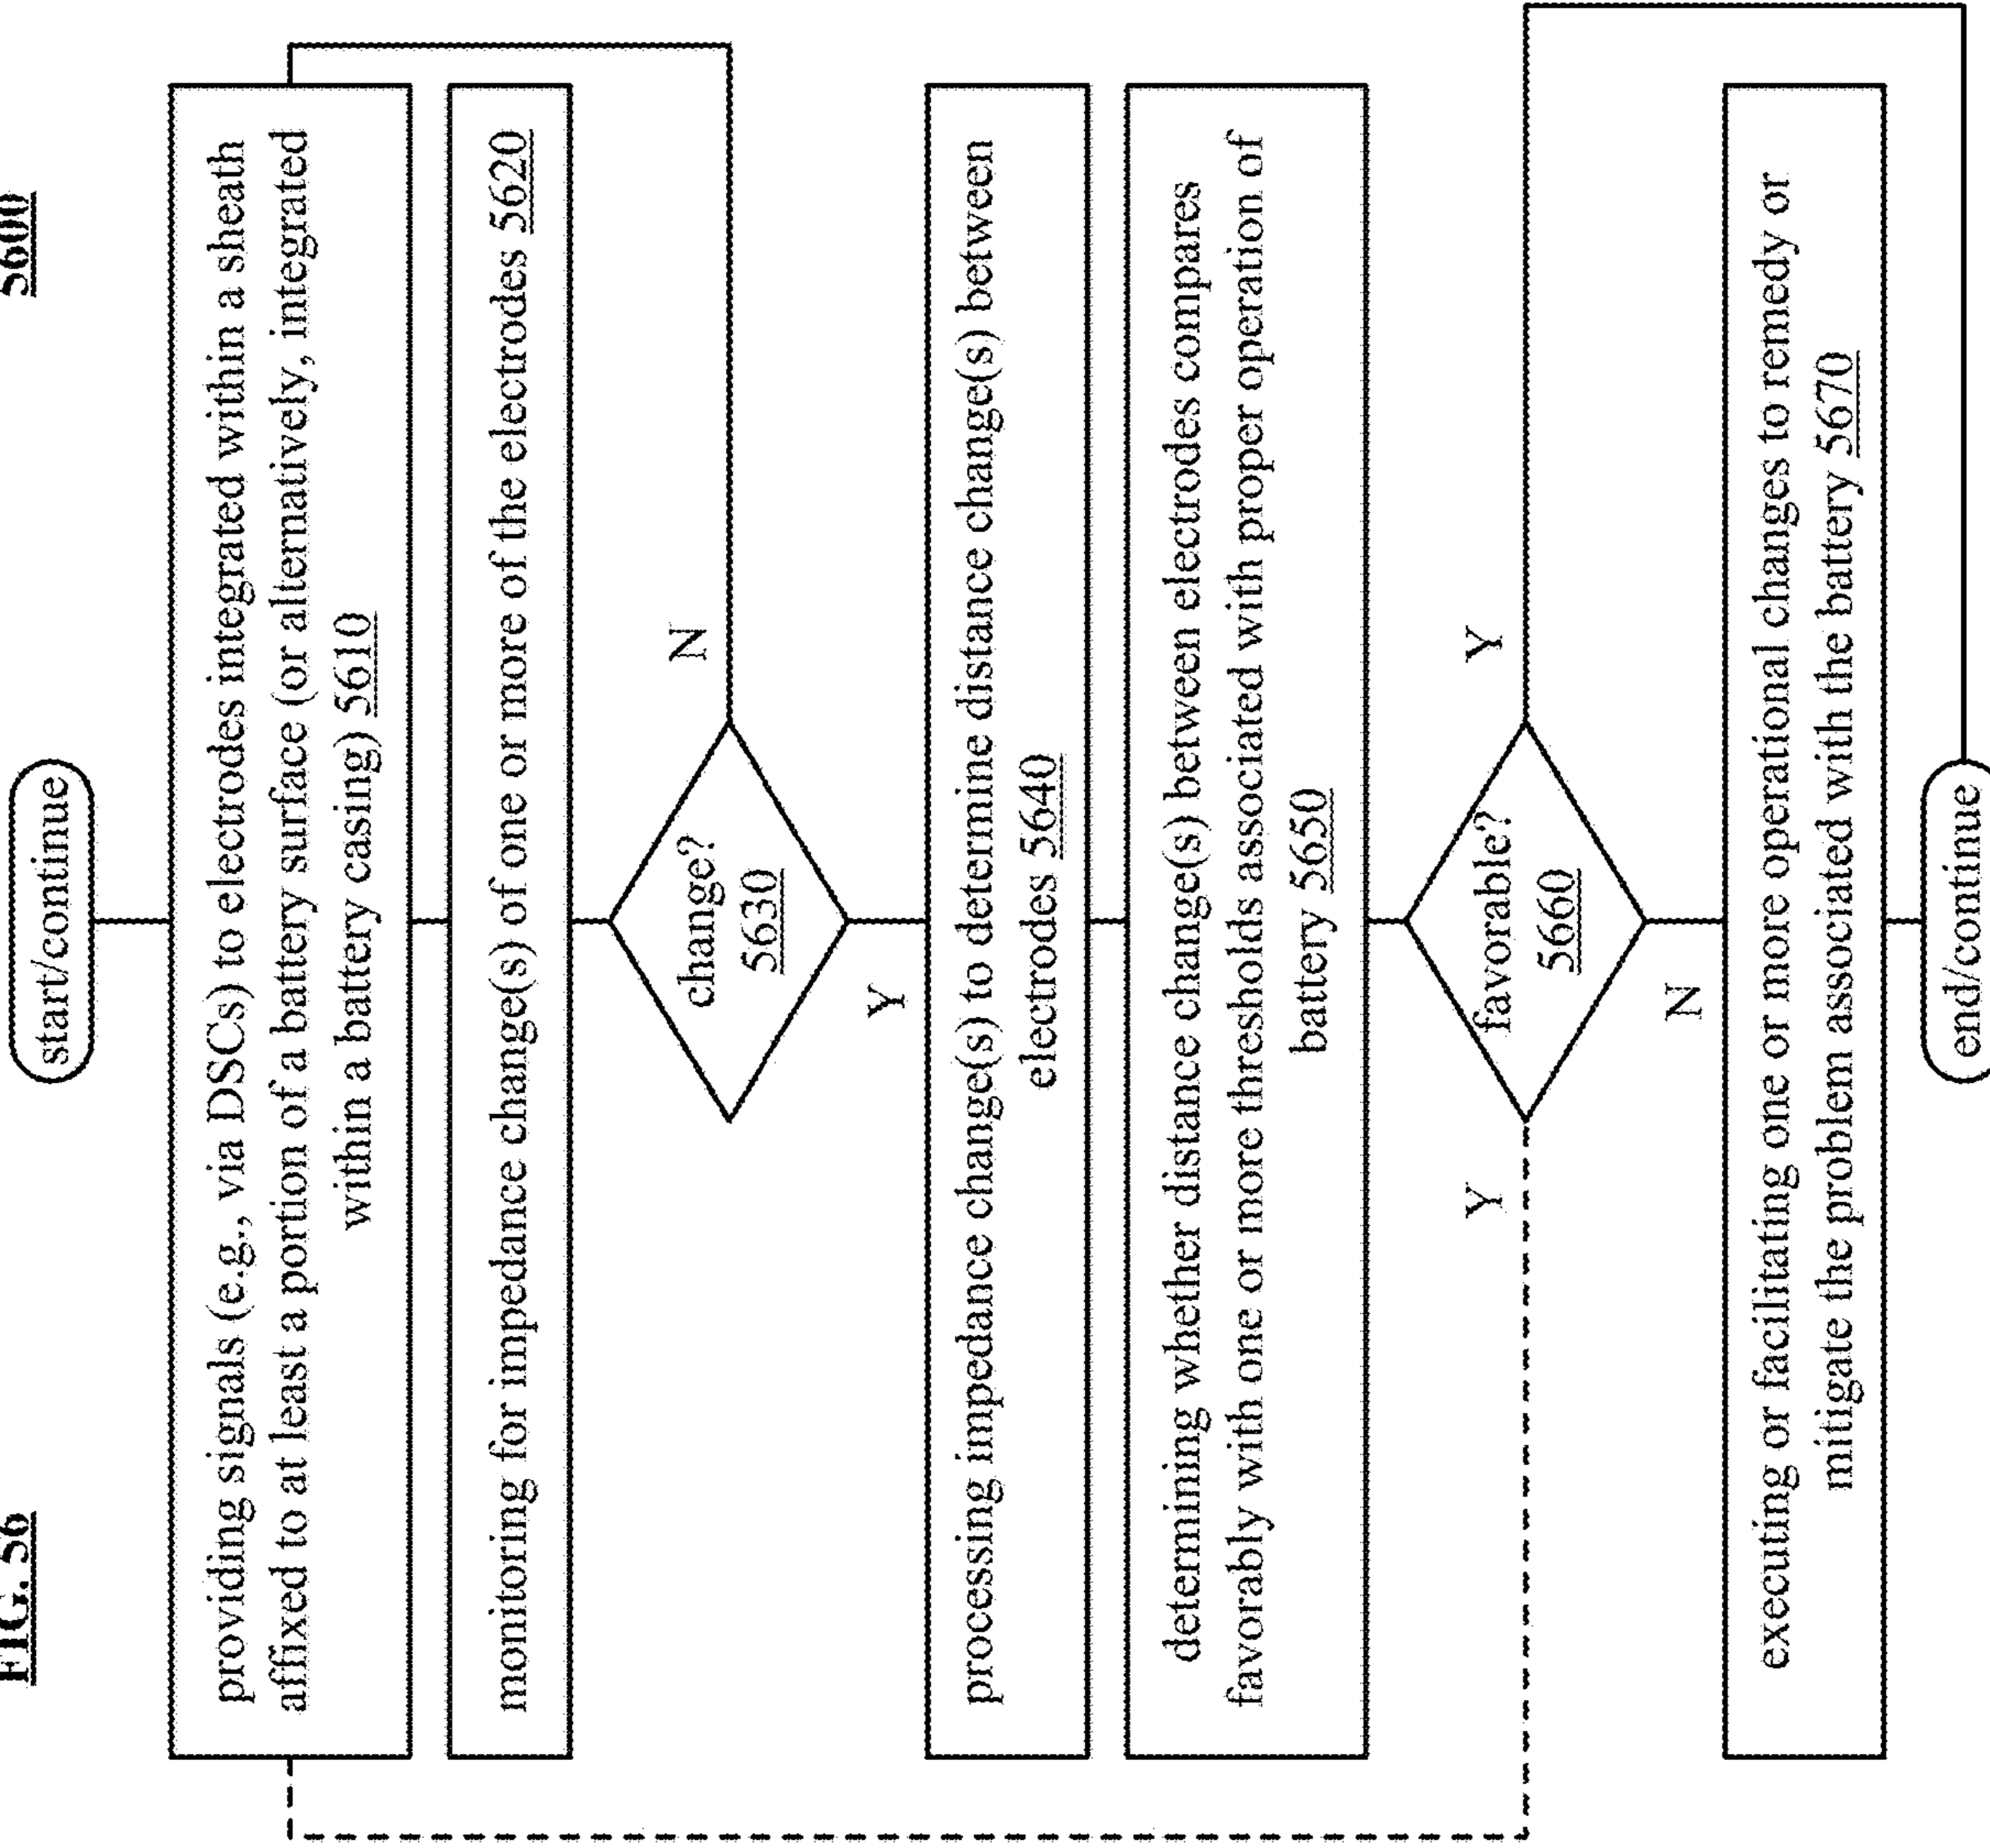 FIG. 56
5600
start/continue
providing signals (e.g., via DSCs) to electrodes integrated within a sheath
affixed to at least a portion of a battery surface (or alternatively, integrated
within a battery casing) 5610
monitoring for impedance change(s) of one or more of the electrodes 5620
change?
5630
N
Y
processing impedance change(s) to determine distance change(s) between
electrodes 5640
determining whether distance change(s) between electrodes compares
favorably with one or more thresholds associated with proper operation of
battery 5650
Y
favorable?
5660
Y
N
executing or facilitating one or more operational changes to remedy or
mitigate the problem associated with the battery 5670
end/continue